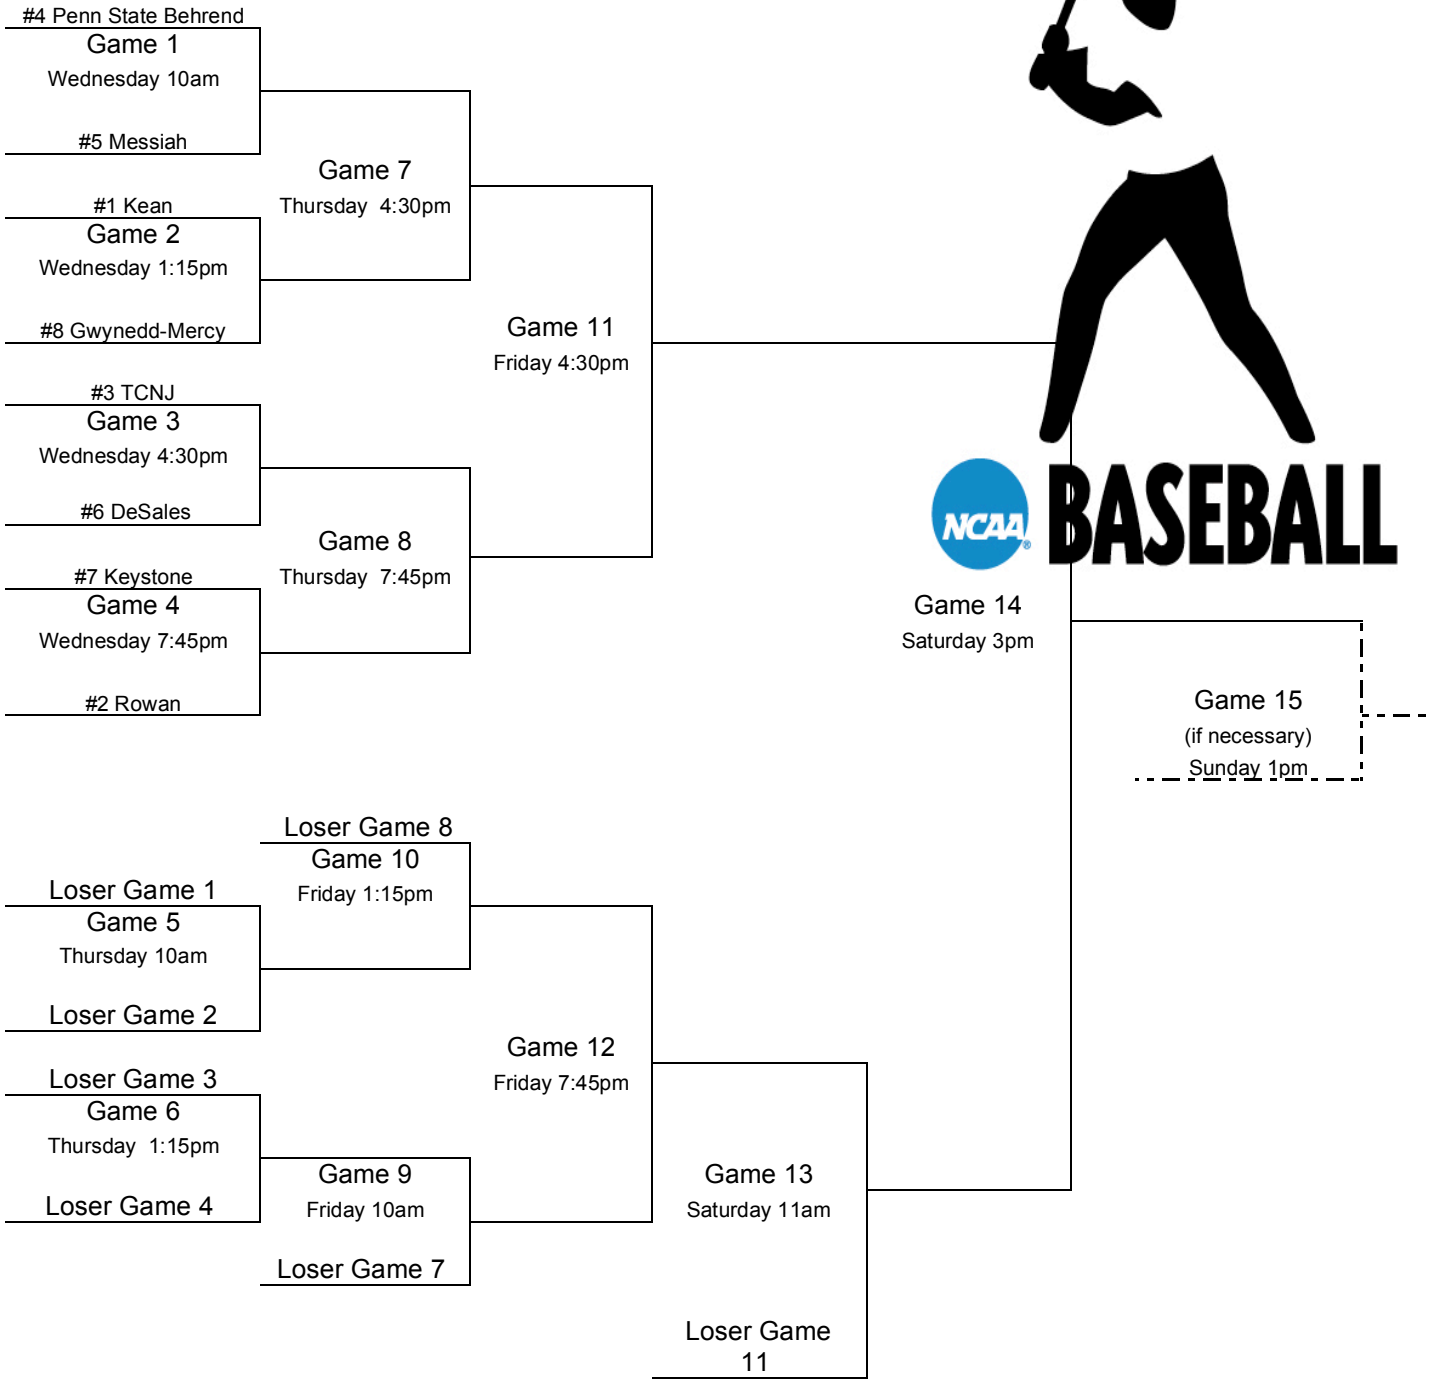 #4 Penn State Behrend
Game 1
Wednesday 10am
#5 Messiah
#1 Kean
Game 2
Wednesday 1:15pm
#8 Gwynedd-Mercy
#3 TCNJ
Game 3
Wednesday 4:30pm
#6 DeSales
#7 Keystone
Game 4
Wednesday 7:45pm
#2 Rowan
Game 7
Thursday 4:30pm
Game 8
Thursday 7:45pm
Game 11
Friday 4:30pm
NCAA®
BASEBALL
Game 14
Saturday 3pm
Game 15
(if necessary)
Sunday 1pm
Loser Game 8
Game 10
Friday 1:15pm
Loser Game 1
Game 5
Thursday 10am
Loser Game 2
Loser Game 3
Game 6
Thursday 1:15pm
Loser Game 4
Game 9
Friday 10am
Loser Game 7
Game 12
Friday 7:45pm
Game 13
Saturday 11am
Loser Game
11